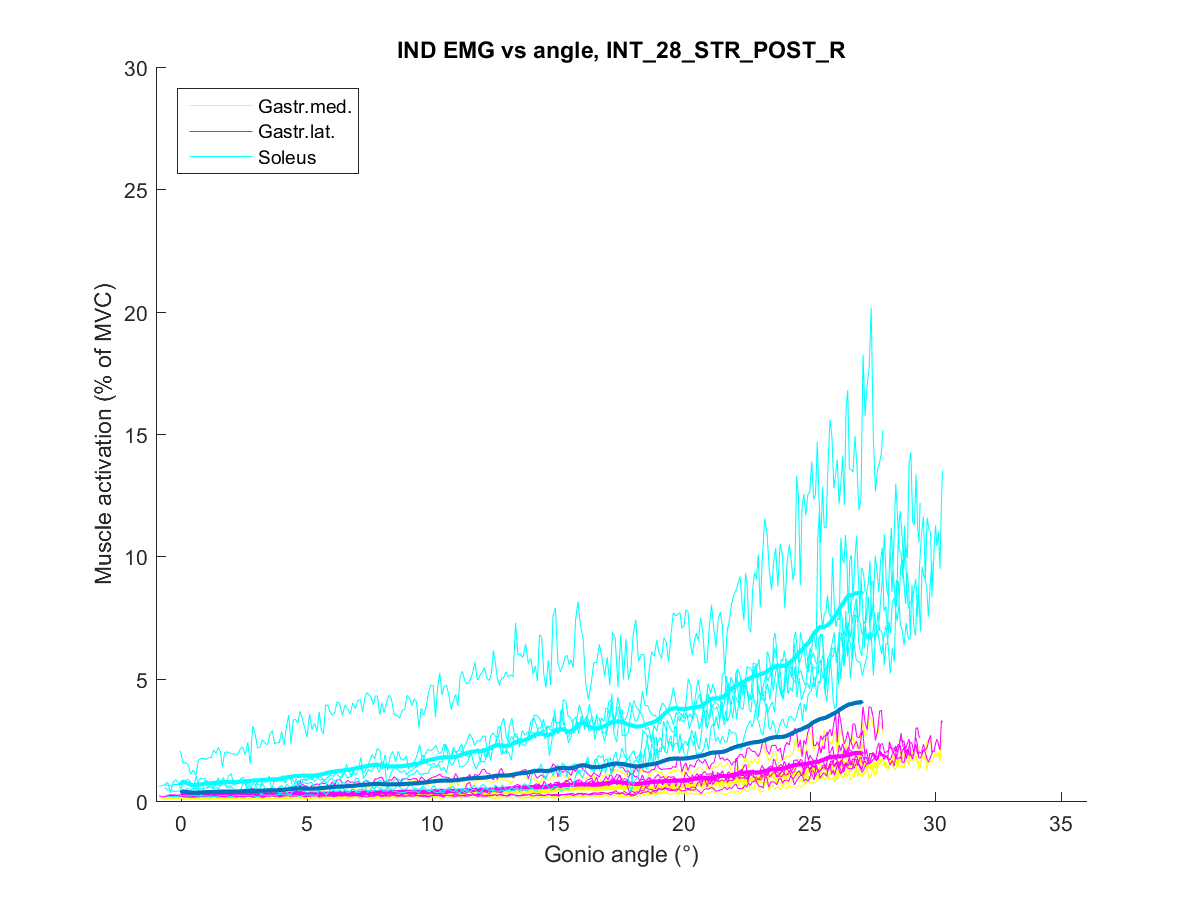 IND EMG vs angle, INT_28_STR_POST_R
30
25
20
15
10
5
0
Muscle activation (% of MVC)
Gastr.med.
Gastr.lat.
Soleus
0 5 10 15 20 25 30 35
Gonio angle (°)